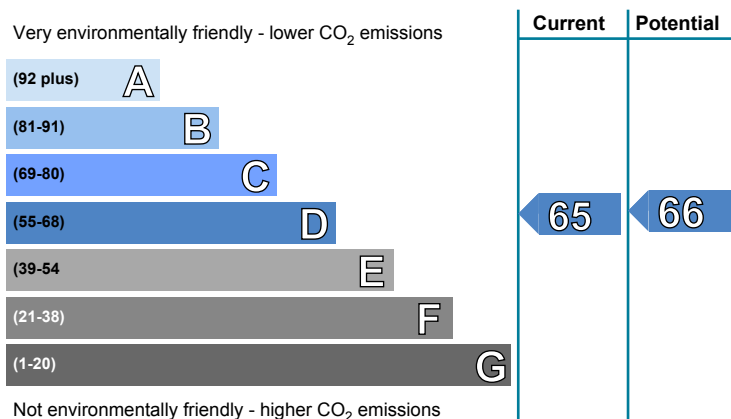 Current Potential
Very environmentally friendly - lower CO2 emissions
(92 plus) A
(81-91) B
(69-80) C
(55-68) D 65 66
(39-54 E
(21-38) F
(1-20) G
Not environmentally friendly - higher CO2 emissions